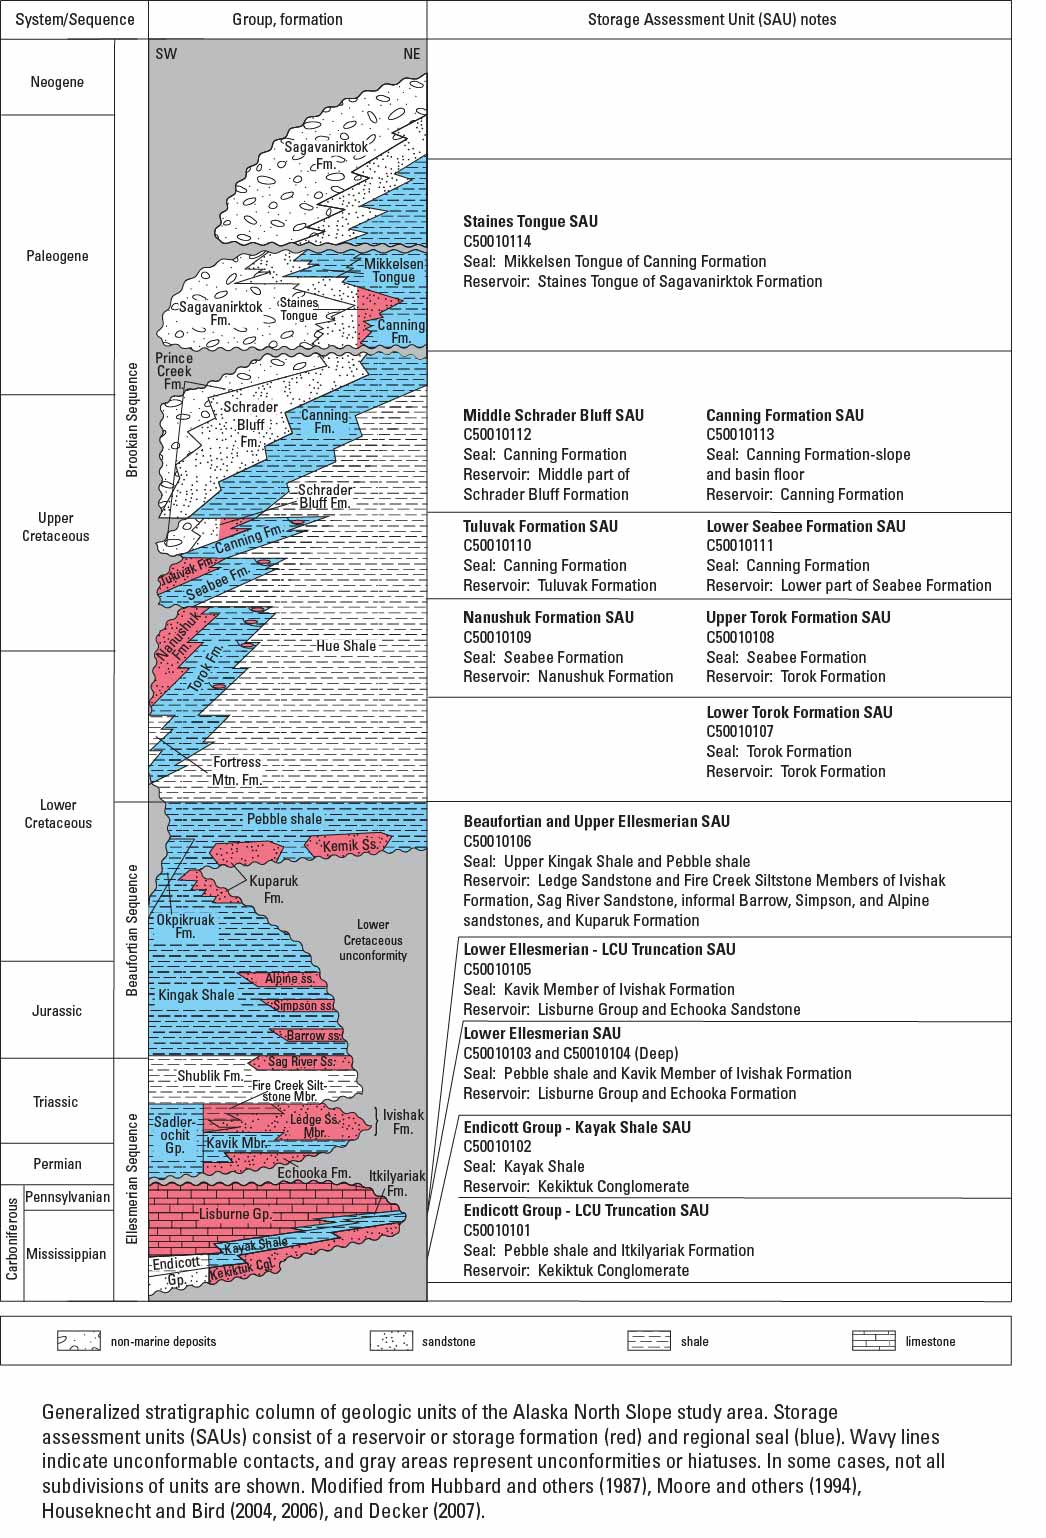 System/Sequence
Group, formation
Storage Assessment Unit (SAU) notes
SW
NE
Neogene
Paleogene
Upper
Cretaceous
Lower
Cretaceous
Jurassic
Triassic
Permian
Carboniferous
Pennsylvanian
Mississippian
Brookian Sequence
Beaufortian Sequence
Ellesmerian Sequence
Sagavanirktok
Fm.
Mikkelsen
Tongue
Staines
Tongue
Sagavanirktok
Fm.
Canning
Fm.
Prince
Creek
Fm.
Schrader
Bluff
Fm.
Canning
Fm.
Schrader
Bluff Fm.
Canning Fm.
Tuluvak Fm.
Seabee Fm.
Nanushuk
Fm.
Torok Fm.
Hue Shale
Fortress
Mtn. Fm.
Pebble shale
Kemik Ss.
Kuparuk
Fm.
Okpikruak
Fm.
Lower
Cretaceous
unconformity
Alpine ss.
Kingak Shale
Simpson ss.
Barrow ss.
Sag River Ss.
Shublik Fm.
Fire Creek Silt-
stone Mbr.
Sadler-
ochit
Gp.
Ledge Ss.
Mbr.
Ivishak
Fm.
Kavik Mbr.
Echooka Fm.
Itkilyariak
Fm.
Lisburne Gp.
Kayak Shale
Endicott
Gp.
Kekiktuk Cgl.
Staines Tongue SAU
C50010114
Seal: Mikkelsen Tongue of Canning Formation
Reservoir: Staines Tongue of Sagavanirktok Formation
Middle Schrader Bluff SAU
C50010112
Seal: Canning Formation
Reservoir: Middle part of
Schrader Bluff Formation
Canning Formation SAU
C50010113
Seal: Canning Formation-slope
and basin floor
Reservoir: Canning Formation
Tuluvak Formation SAU
C50010110
Seal: Canning Formation
Reservoir: Tuluvak Formation
Lower Seabee Formation SAU
C50010111
Seal: Canning Formation
Reservoir: Lower part of Seabee Formation
Nanushuk Formation SAU
C50010109
Seal: Seabee Formation
Reservoir: Nanushuk Formation
Upper Torok Formation SAU
C50010108
Seal: Seabee Formation
Reservoir: Torok Formation
Lower Torok Formation SAU
C50010107
Seal: Torok Formation
Reservoir: Torok Formation
Beaufortian and Upper Ellesmerian SAU
C50010106
Seal: Upper Kingak Shale and Pebble shale
Reservoir: Ledge Sandstone and Fire Creek Siltstone Members of Ivishak
Formation, Sag River Sandstone, informal Barrow, Simpson, and Alpine
sandstones, and Kuparuk Formation
Lower Ellesmerian - LCU Truncation SAU
C50010105
Seal: Kavik Member of Ivishak Formation
Reservoir: Lisburne Group and Echooka Sandstone
Lower Ellesmerian SAU
C50010103 and C50010104 (Deep)
Seal: Pebble shale and Kavik Member of Ivishak Formation
Reservoir: Lisburne Group and Echooka Formation
Endicott Group - Kayak Shale SAU
C50010102
Seal: Kayak Shale
Reservoir: Kekiktuk Conglomerate
Endicott Group - LCU Truncation SAU
C50010101
Seal: Pebble shale and Itkilyariak Formation
Reservoir: Kekiktuk Conglomerate
non-marine deposits
sandstone
shale
limestone
Generalized stratigraphic column of geologic units of the Alaska North Slope study area. Storage
assessment units (SAUs) consist of a reservoir or storage formation (red) and regional seal (blue). Wavy lines
indicate unconformable contacts, and gray areas represent unconformities or hiatuses. In some cases, not all
subdivisions of units are shown. Modified from Hubbard and others (1987), Moore and others (1994),
Houseknecht and Bird (2004, 2006), and Decker (2007).